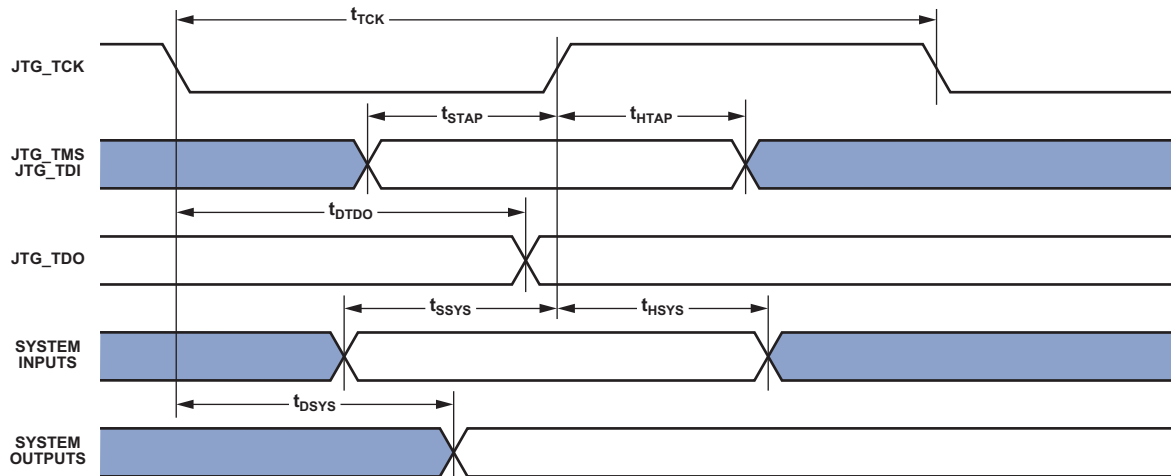 tTCK
JTG_TCK
tSTAP
tHTAP
JTG_TMS
JTG_TDI
tDTDO
JTG_TDO
tSSYS
tHSYS
SYSTEM
INPUTS
tDSYS
SYSTEM
OUTPUTS